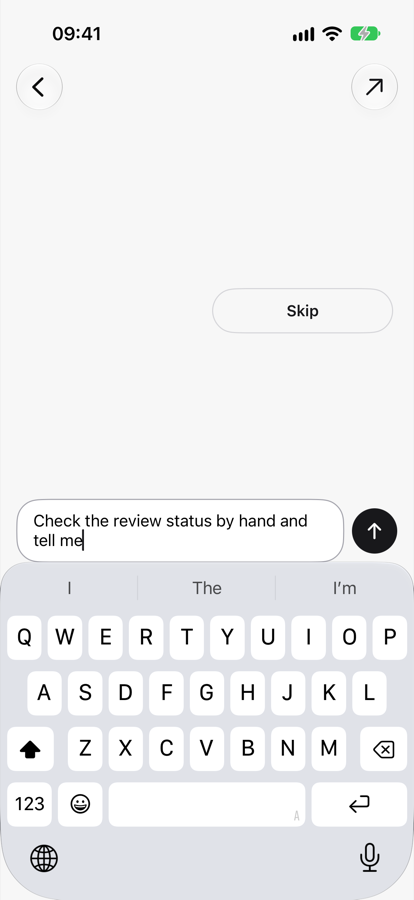 09:41
Skip
Check the review status by hand and
tell me
I
The
I'm
Q W E R T Y U I O P
A S D F G H J K L
Z X C V B N M
123
A